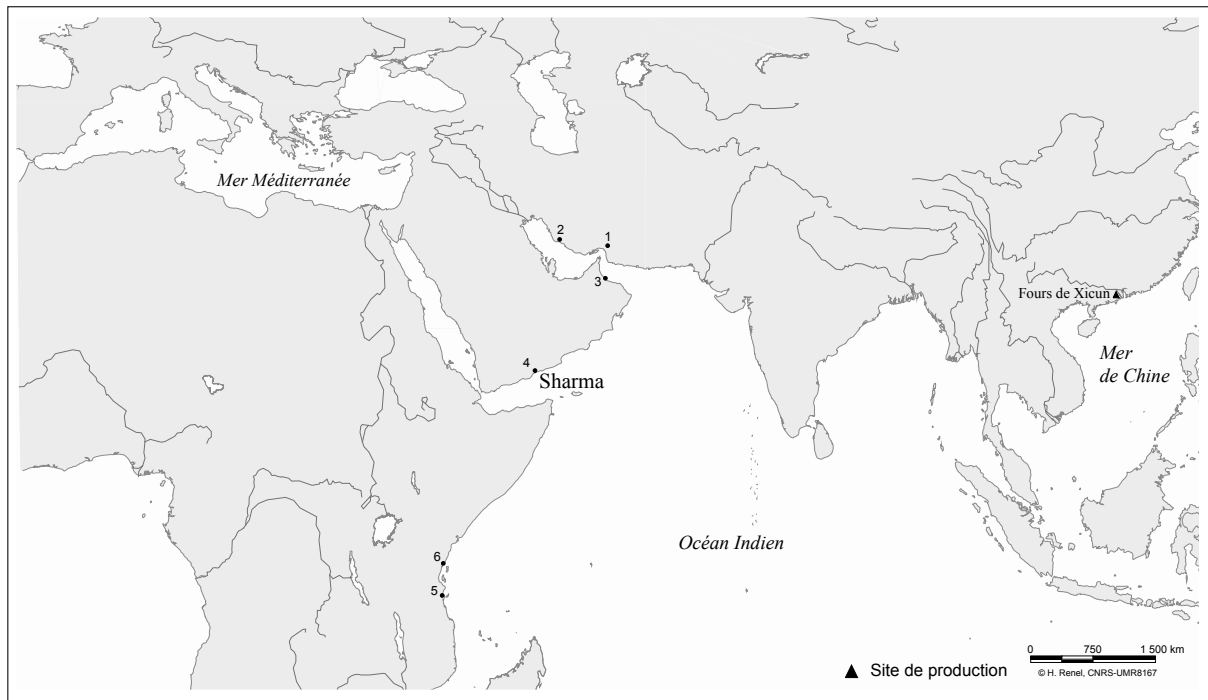 Mer Méditerranée
2
1
3
Fours de Xicun
4
Sharma
Mer
de Chine
Océan Indien
6
5
Site de production
0 750 1 500 km
© H. Renel, CNRS-UMR8167